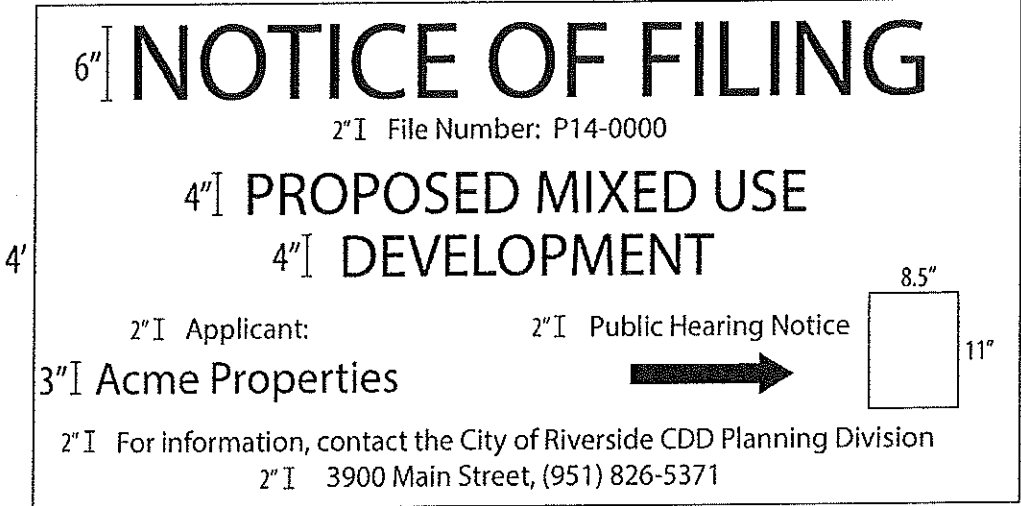 6" NOTICE OF FILING
2" File Number: P14-0000
4" PROPOSED MIXED USE
4" DEVELOPMENT
4'
8.5"
2" Applicant:
2" Public Hearing Notice
11"
3" Acme Properties
2" For information, contact the City of Riverside CDD Planning Division
2" 3900 Main Street, (951) 826-5371